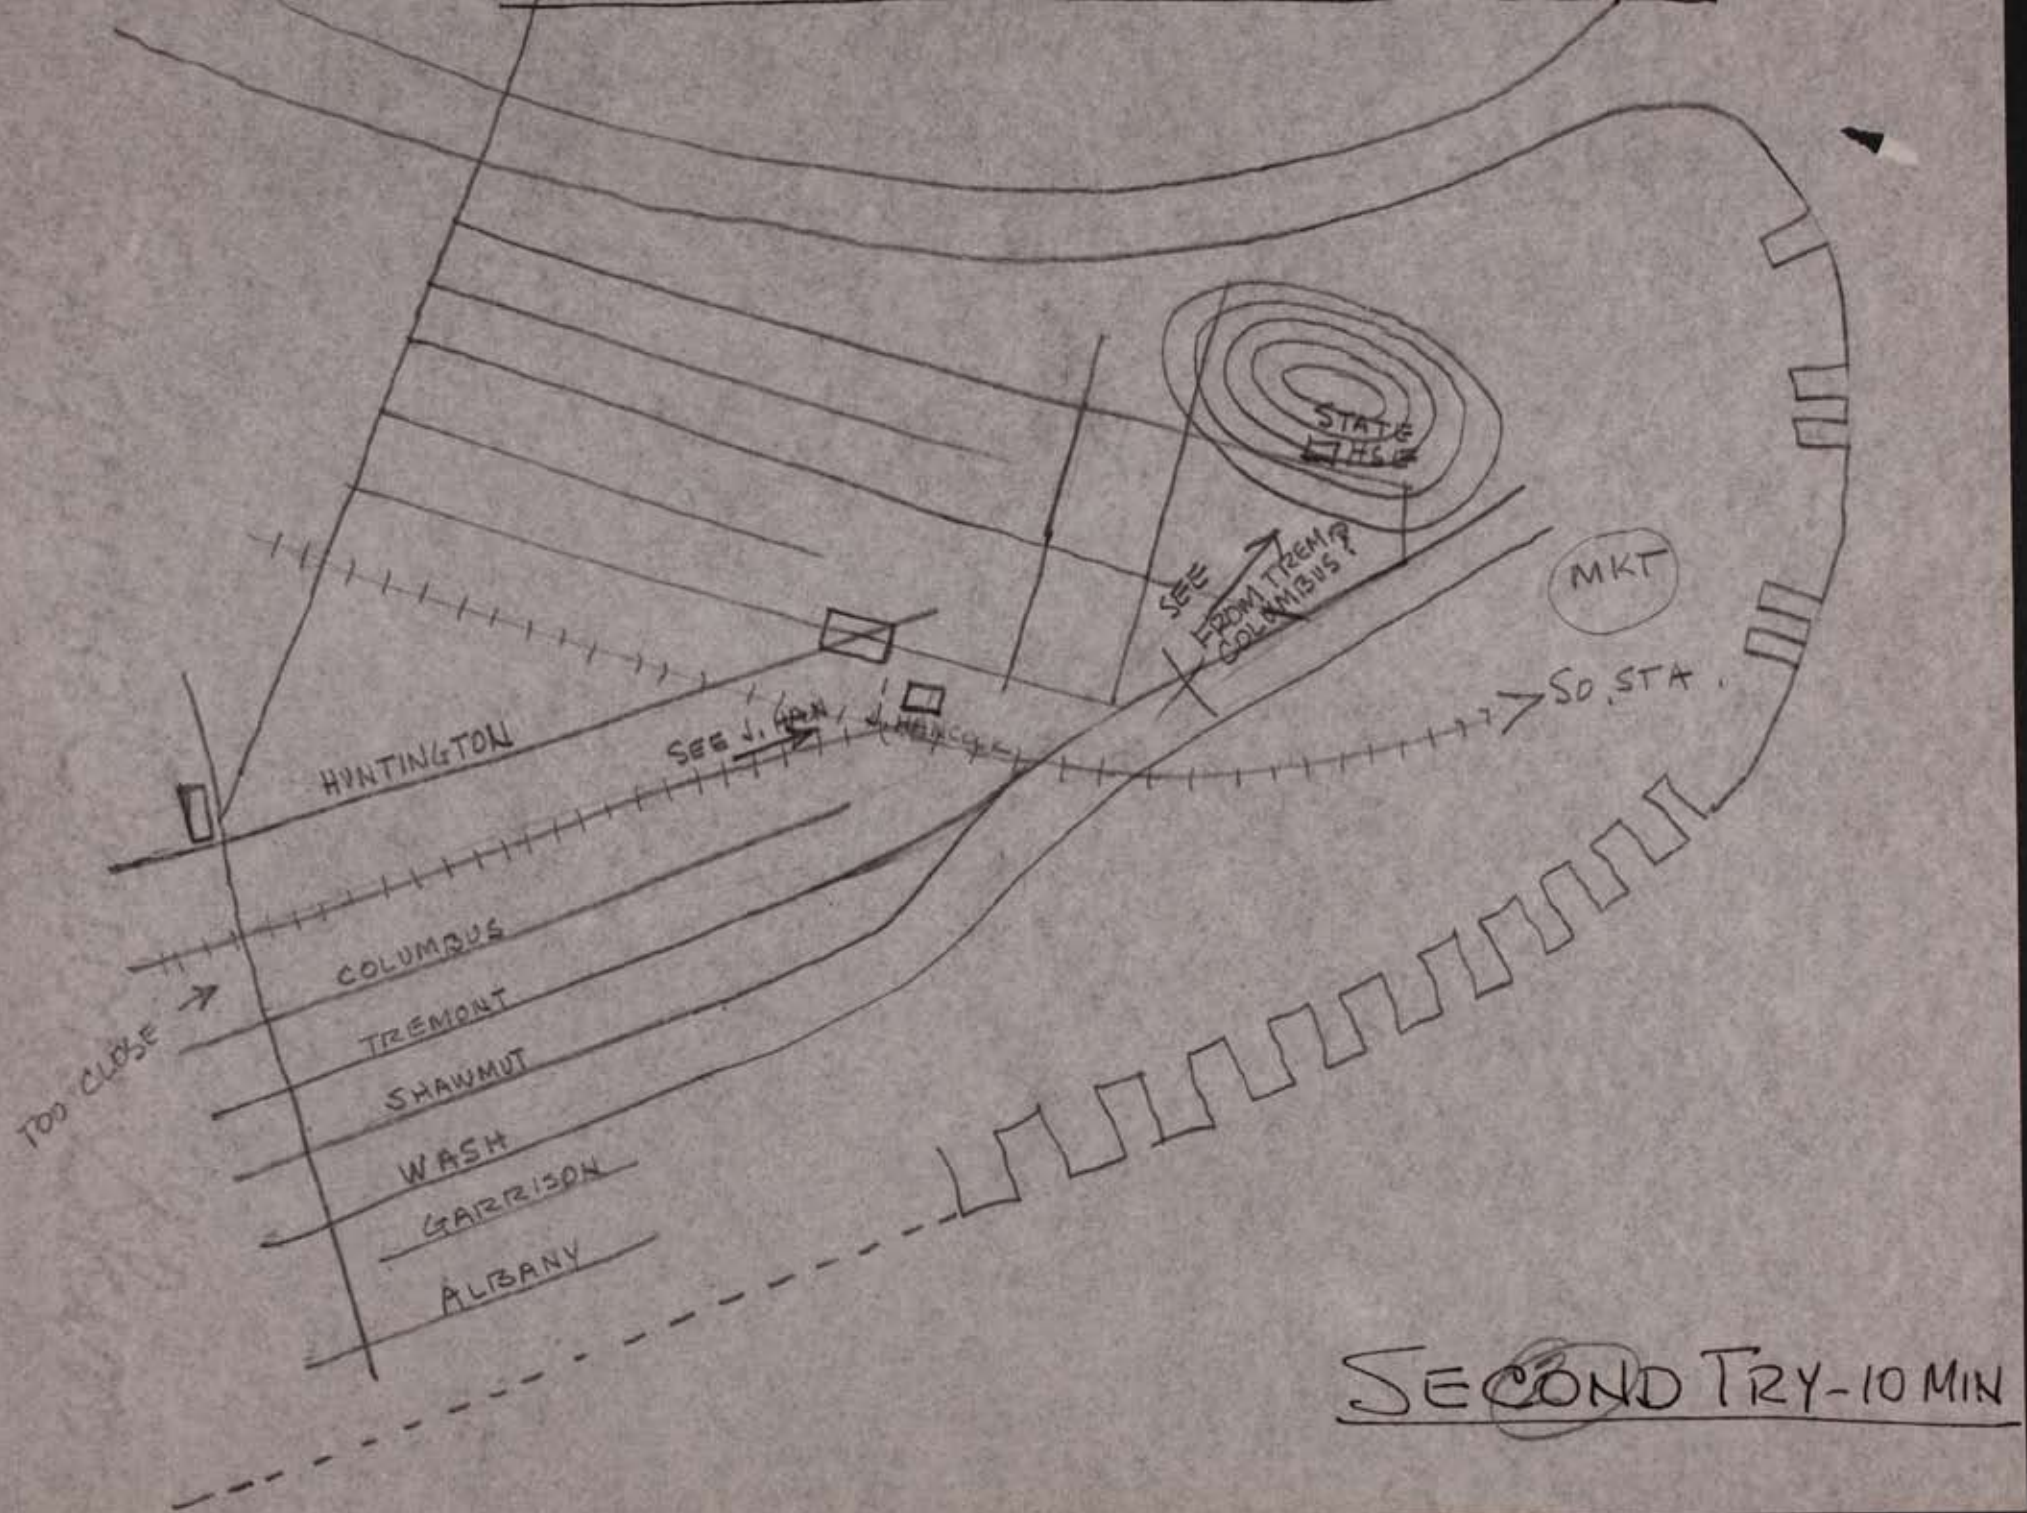 STATE
HSE
SEE
FROM TREM?
COLUMBUS?
MKT
SO. STA.
HUNTINGTON
SEE J. HAN.
J. HANCOCK
COLUMBUS
TREMONT
SHAWMUT
WASH
GARRISON
ALBANY
TOO CLOSE
SECOND TRY-10 MIN